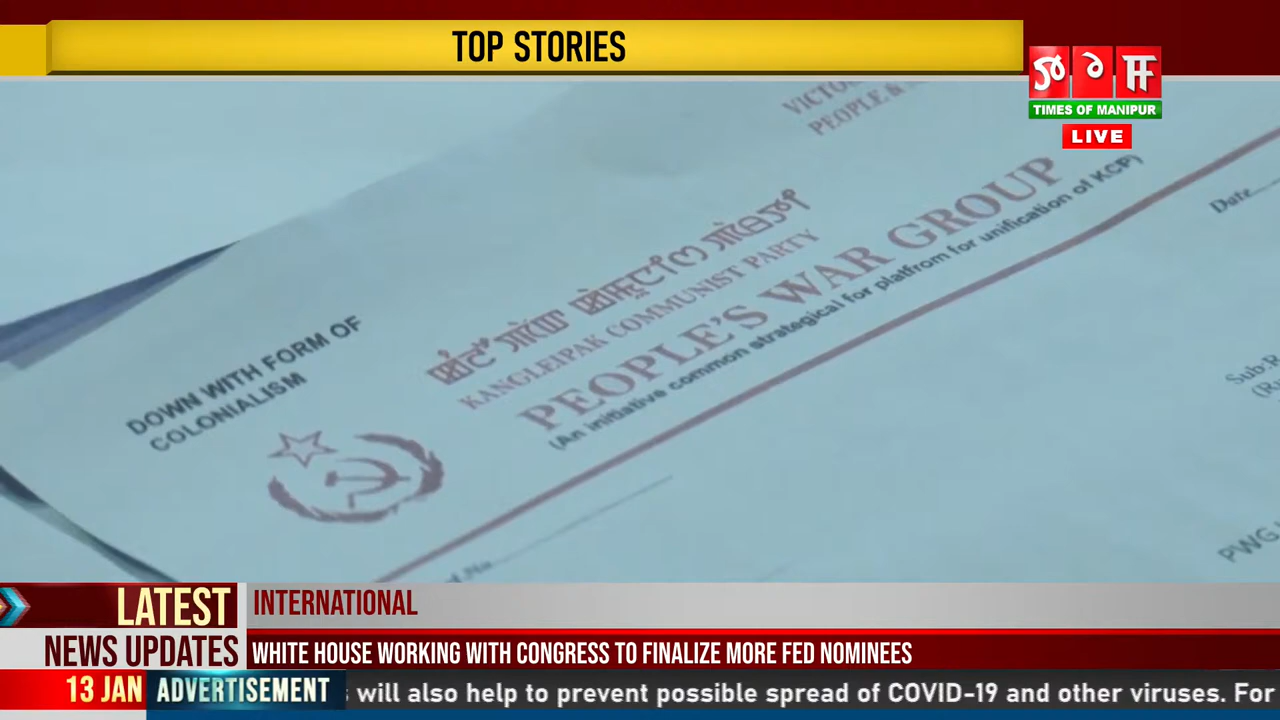 TOP STORIES
TIMES OF MANIPUR
LIVE
PEOPLE &
DOWN WITH FORM OF
COLONIALISM
KANGLEIPAK COMMUNIST PARTY
PEOPLE'S WAR GROUP
(An initiative common strategical for platfrom for unification of KCP)
Date
LATEST
NEWS UPDATES
INTERNATIONAL
WHITE HOUSE WORKING WITH CONGRESS TO FINALIZE MORE FED NOMINEES
13 JAN
ADVERTISEMENT
will also help to prevent possible spread of COVID-19 and other viruses. For